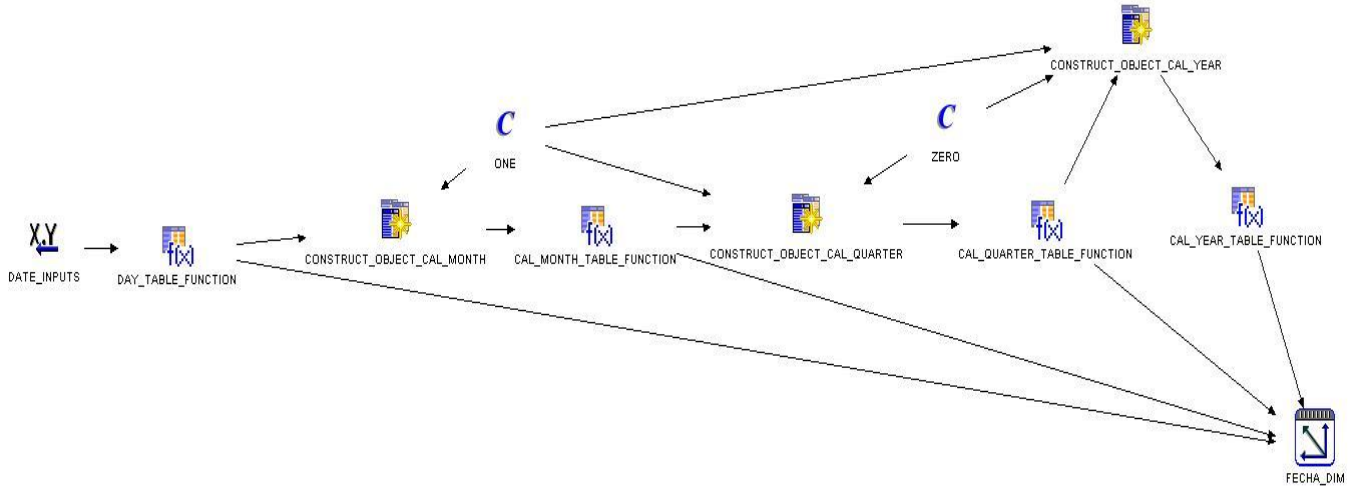 CONSTRUCT_OBJECT_CAL_YEAR
C
ONE
C
ZERO
X,Y
DATE_INPUTS
f(x)
DAY_TABLE_FUNCTION
CONSTRUCT_OBJECT_CAL_MONTH
f(x)
CAL_MONTH_TABLE_FUNCTION
CONSTRUCT_OBJECT_CAL_QUARTER
f(x)
CAL_QUARTER_TABLE_FUNCTION
f(x)
CAL_YEAR_TABLE_FUNCTION
FECHA_DIM